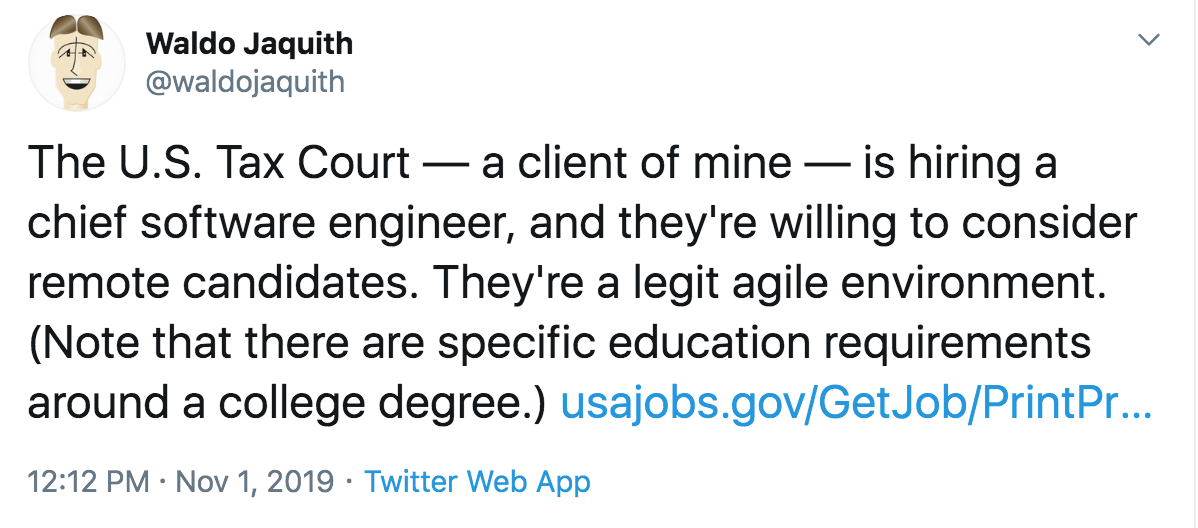 Waldo Jaquith
@waldojaquith
The U.S. Tax Court — a client of mine — is hiring a
chief software engineer, and they're willing to consider
remote candidates. They're a legit agile environment.
(Note that there are specific education requirements
around a college degree.) usajobs.gov/GetJob/PrintPr...
12:12 PM · Nov 1, 2019 · Twitter Web App